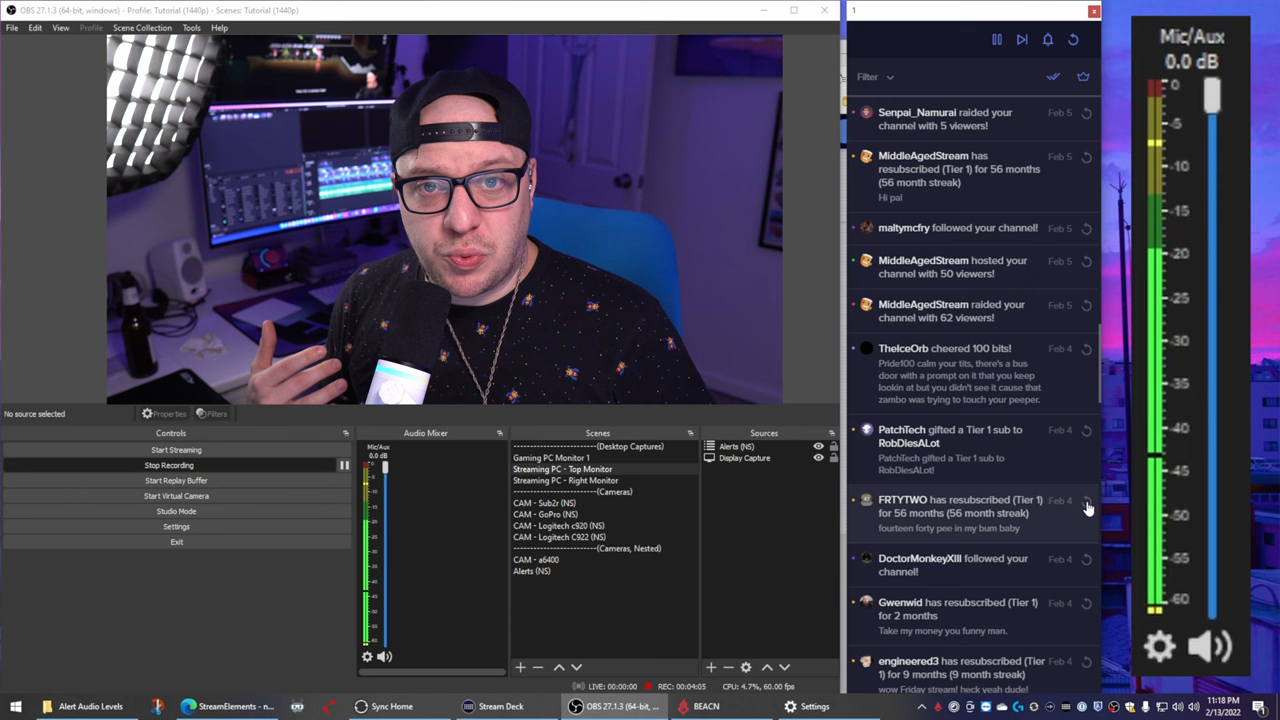 OBS 27.1.3 (64-bit, windows) - Profile: Tutorial (1440p) - Scenes: Tutorial (1440p)
File Edit View Profile Scene Collection Tools Help
No source selected
Properties
Filters
Controls
Start Streaming
Stop Recording
Start Replay Buffer
Start Virtual Camera
Studio Mode
Settings
Exit
Audio Mixer
Mic/Aux
0.0 dB
Scenes
-----------------------(Desktop Captures)
Gaming PC Monitor 1
Streaming PC - Top Monitor
Streaming PC - Right Monitor
-----------------------(Cameras)
CAM - Sub2r (NS)
CAM - GoPro (NS)
CAM - Logitech c920 (NS)
CAM - Logitech C922 (NS)
-----------------------(Cameras, Nested)
CAM - a6400
Alerts (NS)
Sources
Alerts (NS)
Display Capture
LIVE: 00:00:00
REC: 00:04:05
CPU: 4.7%, 60.00 fps
1
Filter
Senpai_Namurai raided your
channel with 5 viewers!
Feb 5
MiddleAgedStream has
resubscribed (Tier 1) for 56 months
(56 month streak)
Hi pal
Feb 5
maltymcfry followed your channel!
Feb 5
MiddleAgedStream hosted your
channel with 50 viewers!
Feb 5
MiddleAgedStream raided your
channel with 62 viewers!
Feb 5
TheIceOrb cheered 100 bits!
Feb 4
Pride100 calm your tits, there's a bus
door with a prompt on it that you keep
lookin at but you didn't see it cause that
zambo was trying to touch your peeper.
PatchTech gifted a Tier 1 sub to
RobDiesALot
Feb 4
PatchTech gifted a Tier 1 sub to
RobDiesALot!
FRTYTWO has resubscribed (Tier 1)
for 56 months (56 month streak)
Feb 4
fourteen forty pee in my bum baby
DoctorMonkeyXIII followed your
channel!
Feb 4
Gwenwid has resubscribed (Tier 1)
for 2 months
Feb 4
Take my money you funny man.
engineered3 has resubscribed (Tier
1) for 9 months (9 month streak)
Feb 4
wow Friday stream! heck yeah dude!
Mic/Aux
0.0 dB
0
-5
-10
-15
-20
-25
-30
-35
-40
-45
-50
-55
-60
Alert Audio Levels
StreamElements - n...
Sync Home
Stream Deck
OBS 27.1.3 (64-bit, ...
BEACN
Settings
11:18 PM
2/13/2022